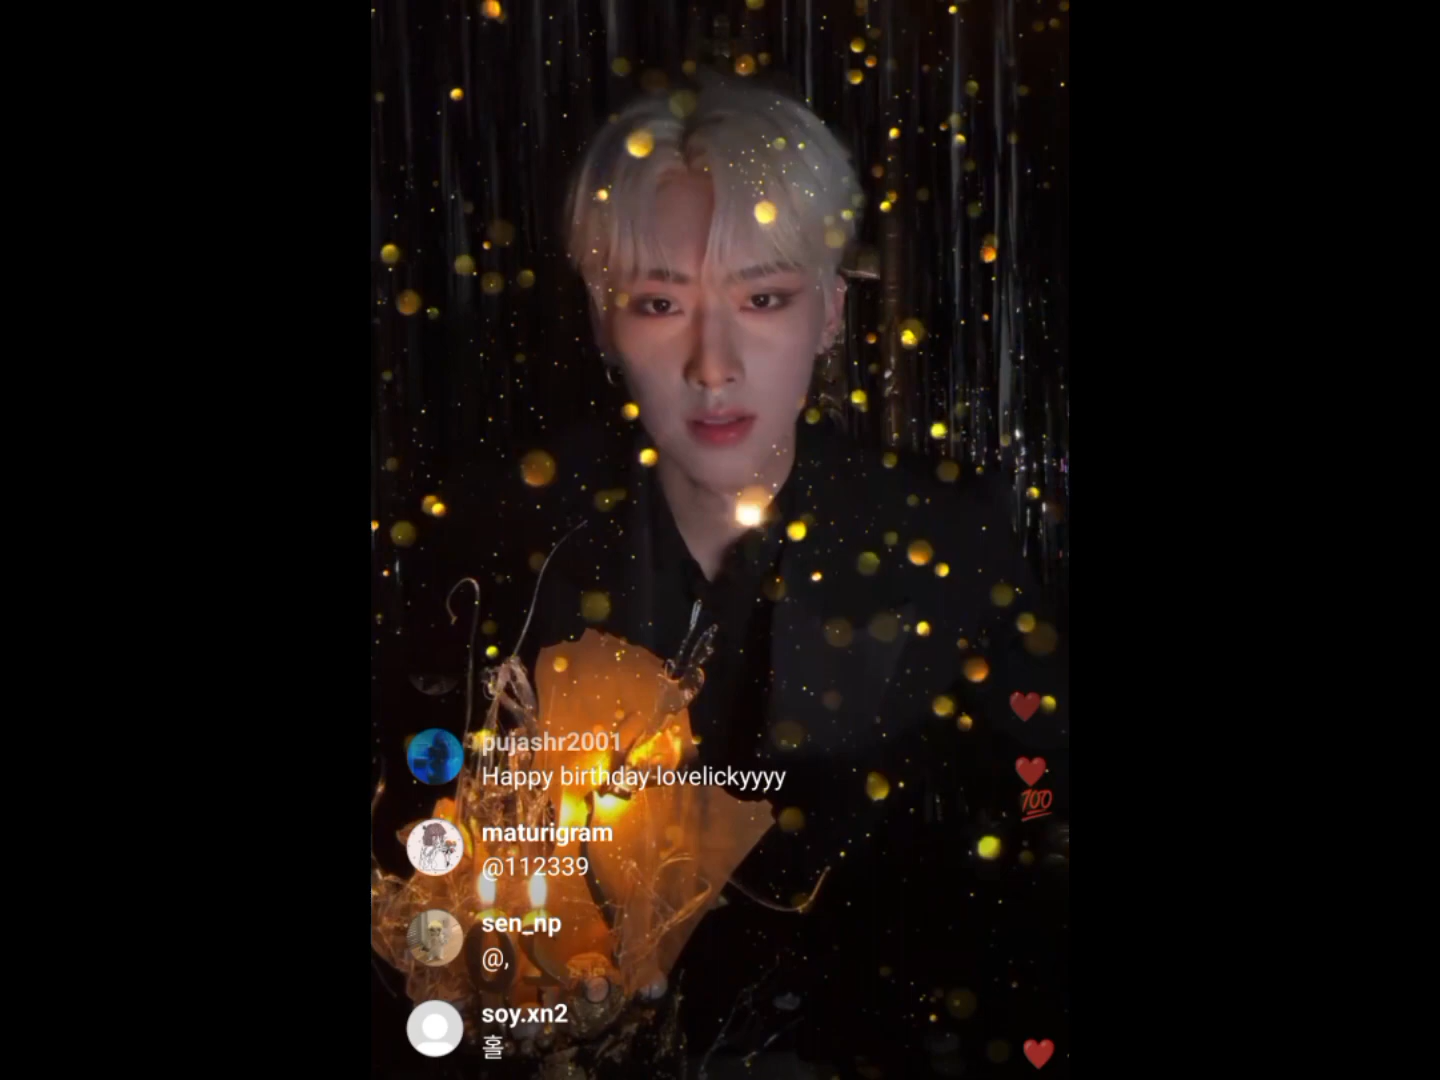 pujashr2001
Happy birthday lovelickyyyy
maturigram
@112339
sen_np
@,
soy.xn2
홀
💯